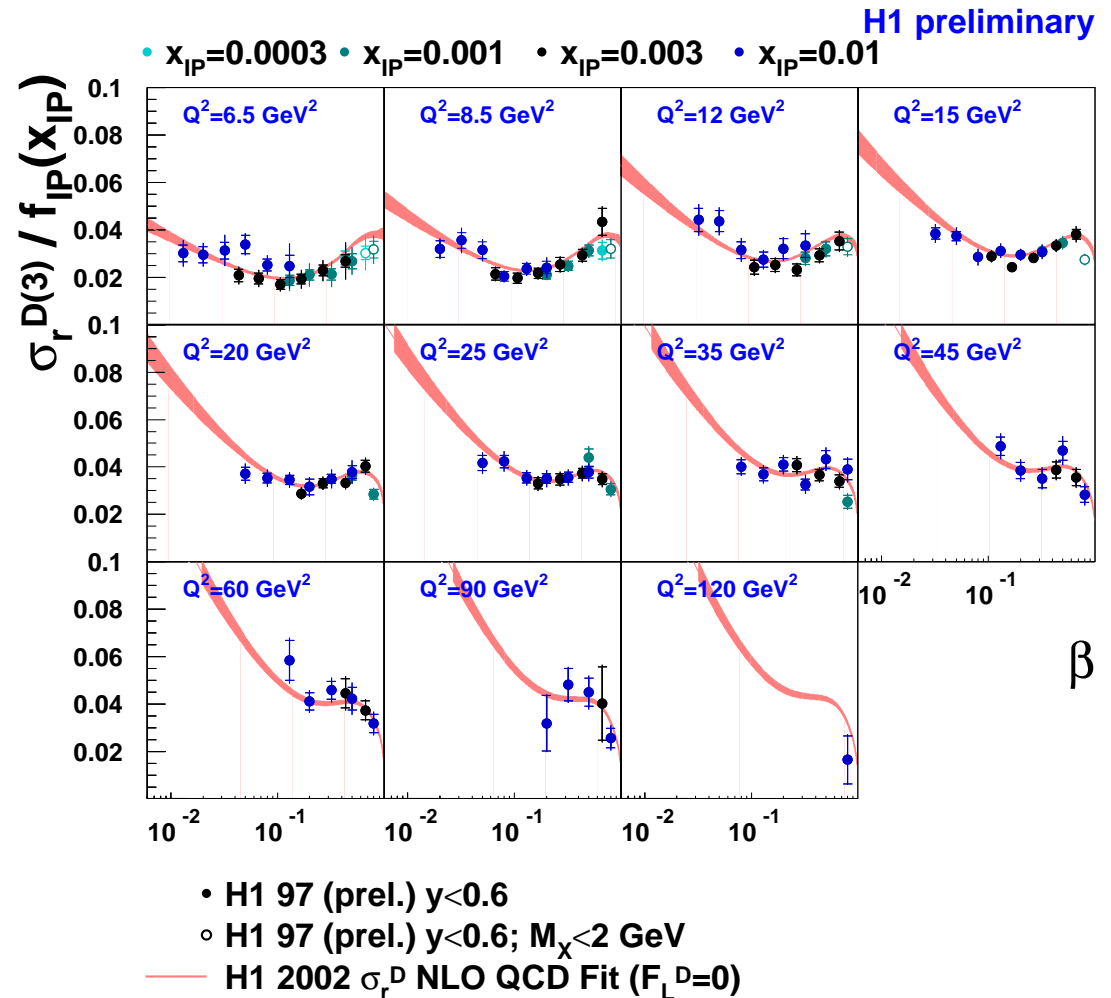 H1 preliminary
x_IP=0.0003 x_IP=0.001 x_IP=0.003 x_IP=0.01
σ_r^D(3) / f_IP(x_IP)
0.1
Q²=6.5 GeV² Q²=8.5 GeV² Q²=12 GeV² Q²=15 GeV²
0.08
0.06
0.04
0.02
0.1
Q²=20 GeV² Q²=25 GeV² Q²=35 GeV² Q²=45 GeV²
0.08
0.06
0.04
0.02
0.1
10⁻² 10⁻¹
Q²=60 GeV² Q²=90 GeV² Q²=120 GeV²
0.08
0.06
β
0.04
0.02
10⁻² 10⁻¹ 10⁻² 10⁻¹ 10⁻² 10⁻¹
H1 97 (prel.) y<0.6
H1 97 (prel.) y<0.6; M_X<2 GeV
H1 2002 σ_r^D NLO QCD Fit (F_L^D=0)